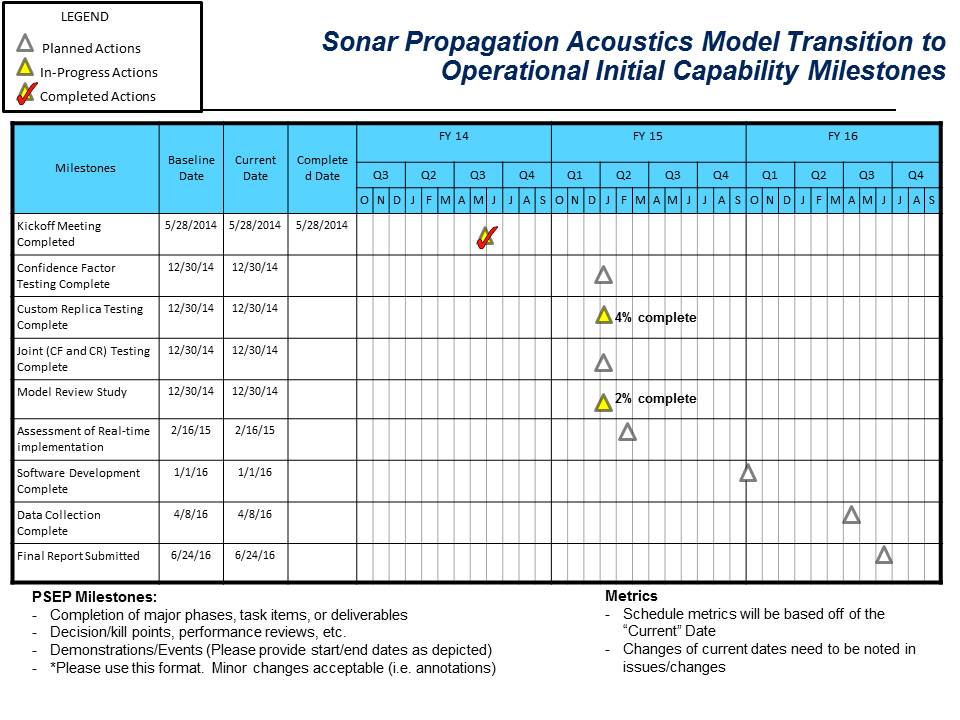 LEGEND
Planned Actions
In-Progress Actions
Completed Actions
Sonar Propagation Acoustics Model Transition to
Operational Initial Capability Milestones
Milestones
Baseline
Date
Current
Date
Complete
d Date
FY 14
FY 15
FY 16
Q3 Q2 Q3 Q4 Q1 Q2 Q3 Q4 Q1 Q2 Q3 Q4
O N D J F M A M J J A S O N D J F M A M J J A S O N D J F M A M J J A S
Kickoff Meeting
Completed
5/28/2014 5/28/2014 5/28/2014
Confidence Factor
Testing Complete
12/30/14 12/30/14
Custom Replica Testing
Complete
12/30/14 12/30/14
4% complete
Joint (CF and CR) Testing
Complete
12/30/14 12/30/14
Model Review Study
12/30/14 12/30/14
2% complete
Assessment of Real-time
implementation
2/16/15 2/16/15
Software Development
Complete
1/1/16 1/1/16
Data Collection
Complete
4/8/16 4/8/16
Final Report Submitted
6/24/16 6/24/16
PSEP Milestones:
- Completion of major phases, task items, or deliverables
- Decision/kill points, performance reviews, etc.
- Demonstrations/Events (Please provide start/end dates as depicted)
- *Please use this format. Minor changes acceptable (i.e. annotations)
Metrics
- Schedule metrics will be based off of the
“Current” Date
- Changes of current dates need to be noted in
issues/changes